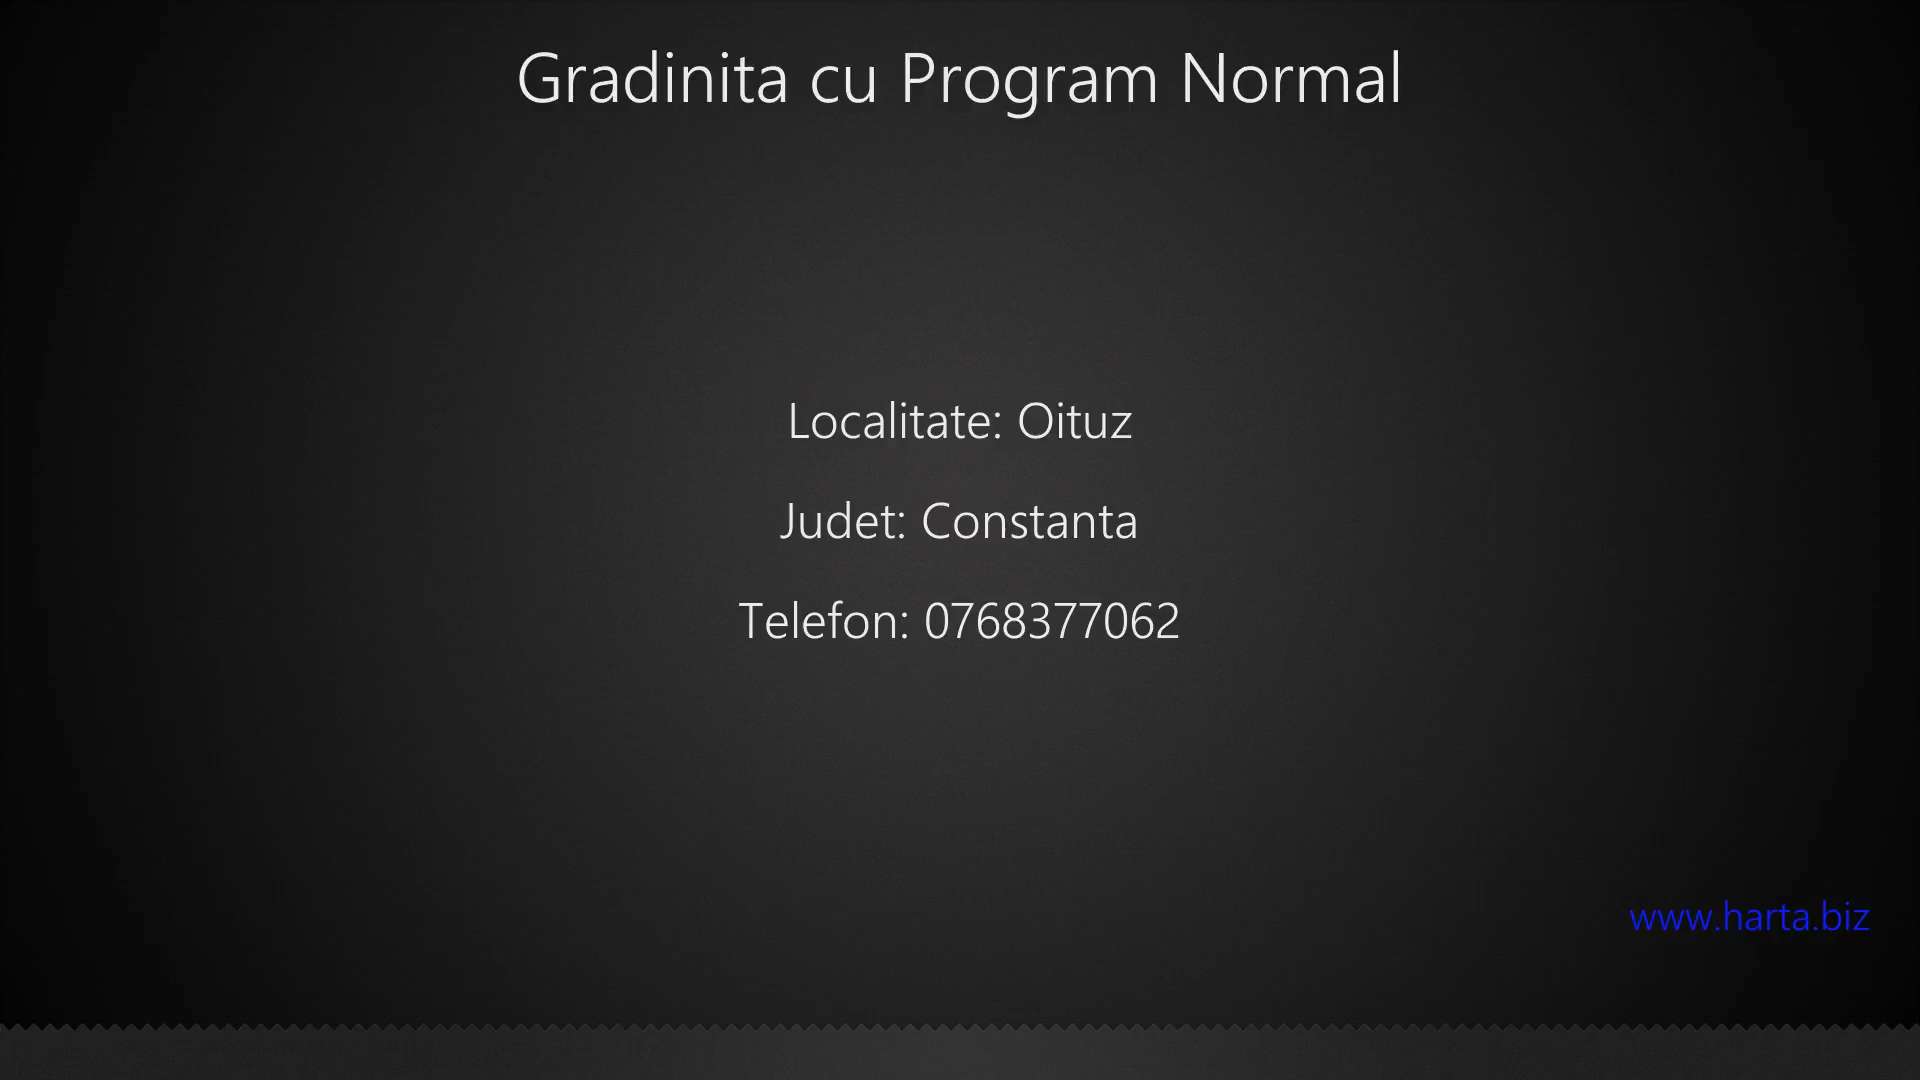 Gradinita cu Program Normal
Localitate: Oituz
Judet: Constanta
Telefon: 0768377062
www.harta.biz